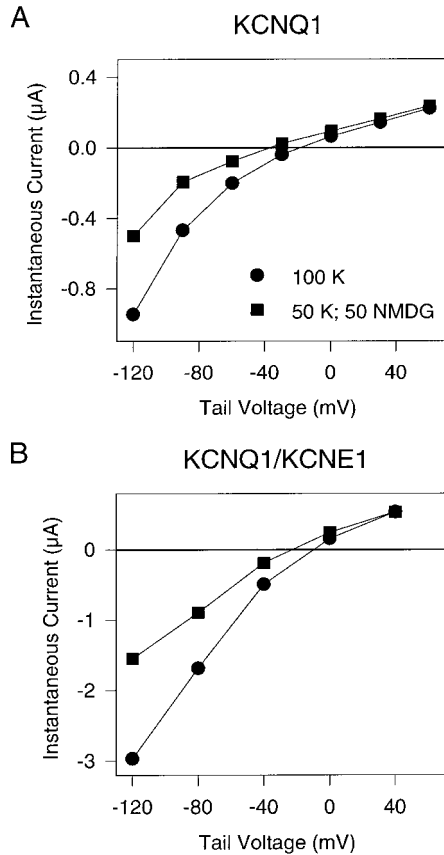 A
KCNQ1
Instantaneous Current (μA)
0.4
0.0
-0.4
-0.8
100 K
50 K; 50 NMDG
-120 -80 -40 0 40
Tail Voltage (mV)
B
KCNQ1/KCNE1
Instantaneous Current (μA)
0
-1
-2
-3
-120 -80 -40 0 40
Tail Voltage (mV)